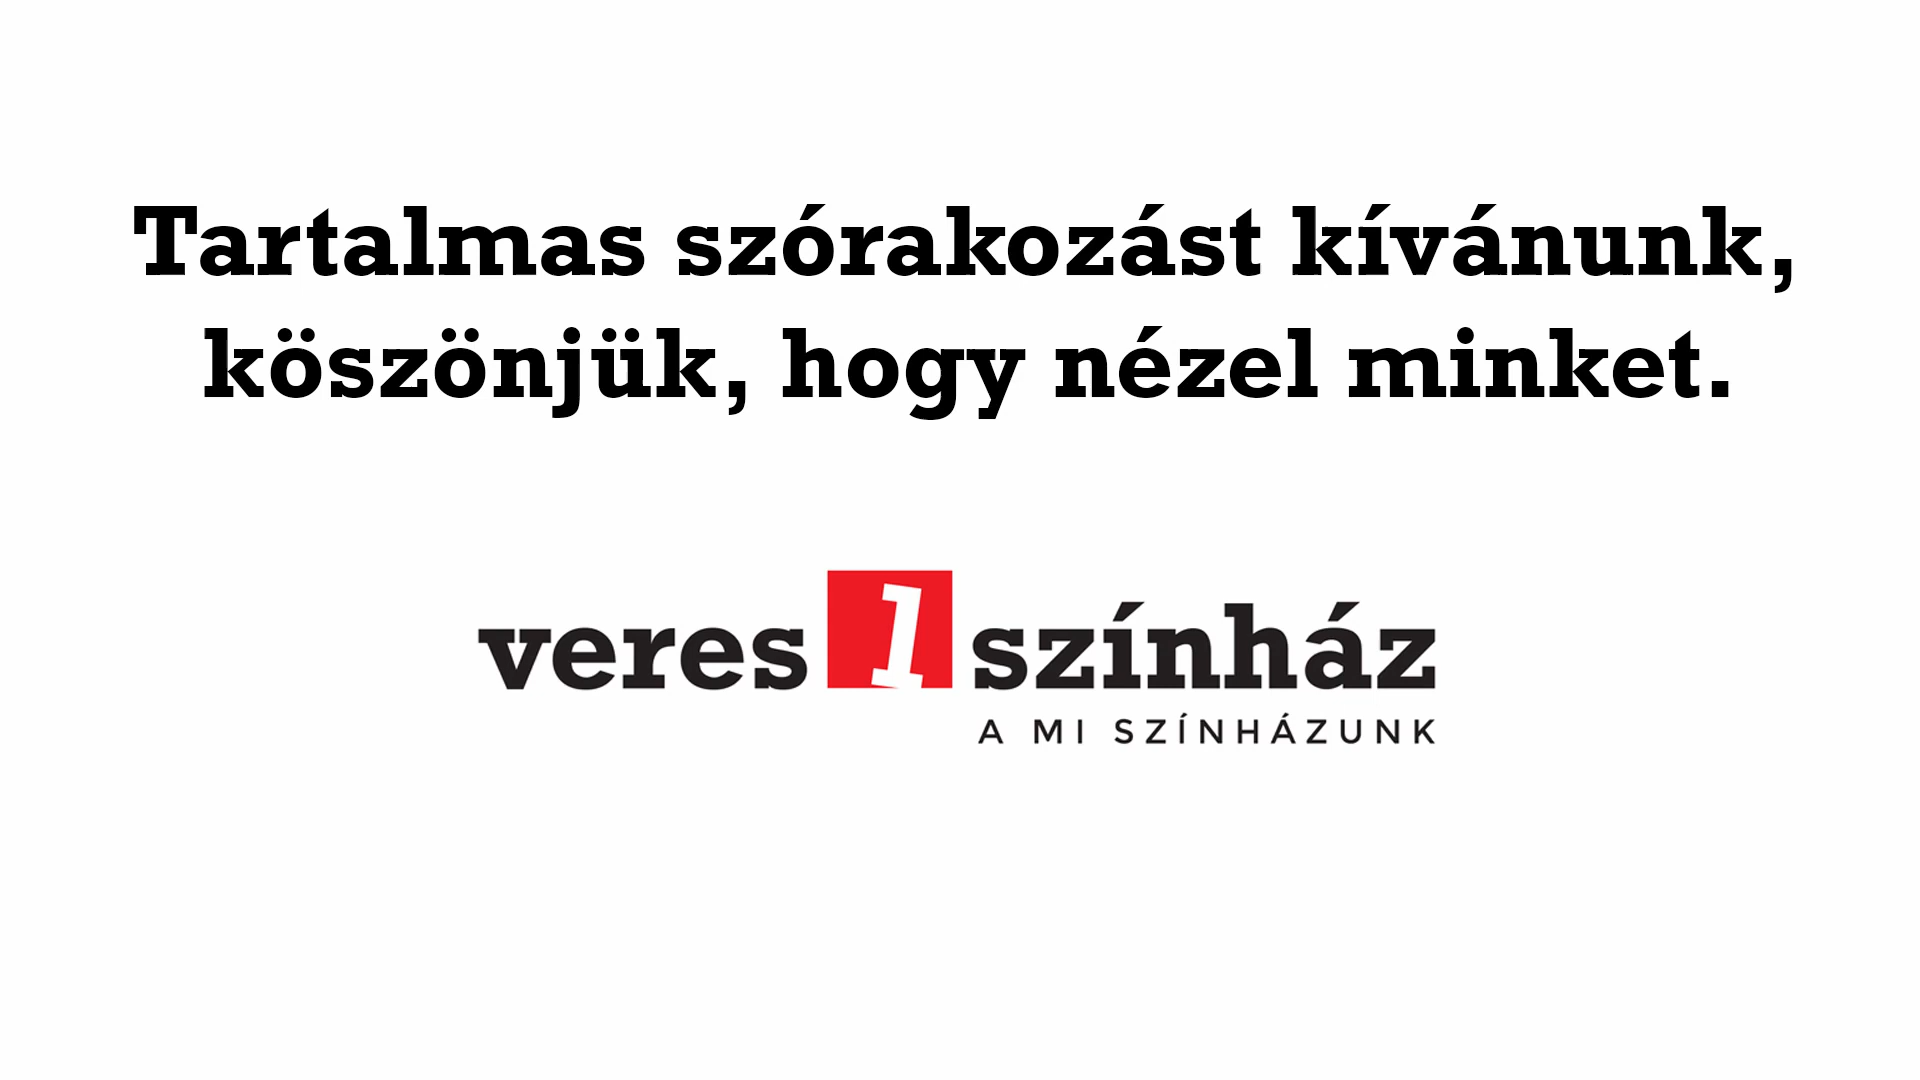 Tartalmas szórakozást kívánunk,
köszönjük, hogy nézel minket.
veres 1 színház
A MI SZÍNHÁZUNK